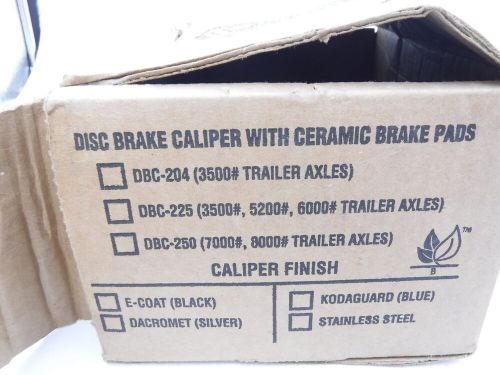 DISC BRAKE CALIPER WITH CERAMIC BRAKE PADS
DBC-204 (3500# TRAILER AXLES)
DBC-225 (3500#, 5200#, 6000# TRAILER AXLES)
DBC-250 (7000#, 8000# TRAILER AXLES)
TM
B
CALIPER FINISH
E-COAT (BLACK)
DACROMET (SILVER)
KODAGUARD (BLUE)
STAINLESS STEEL